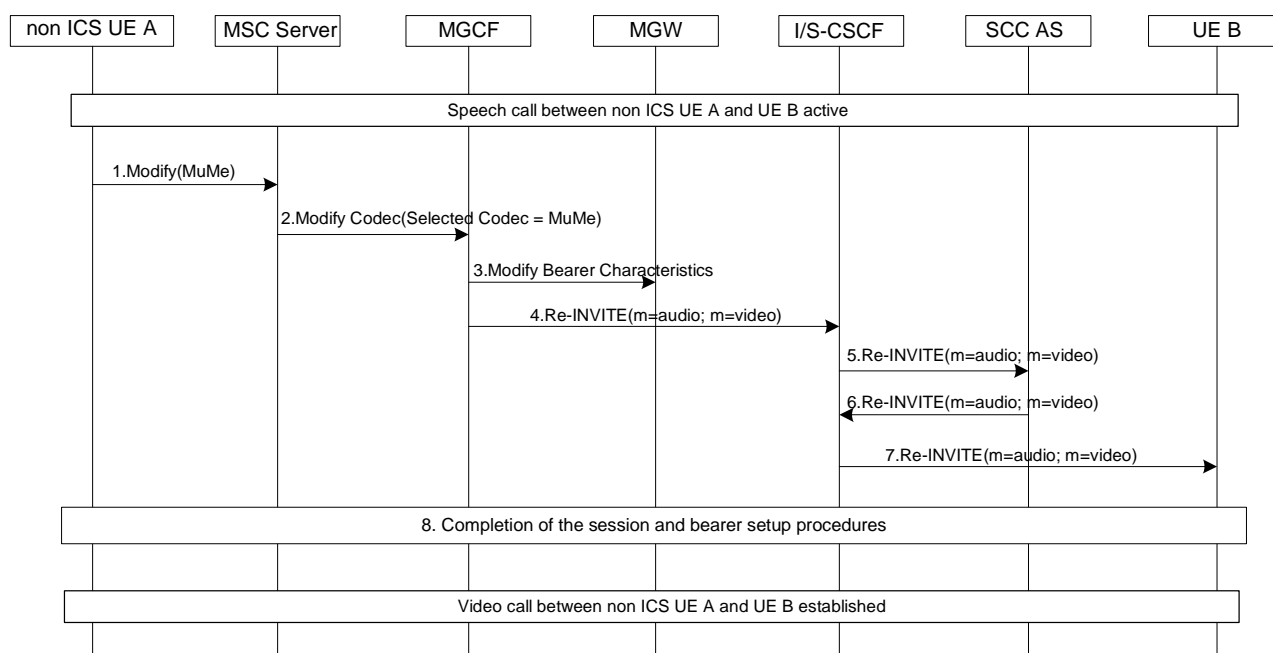 non ICS UE A
MSC Server
MGCF
MGW
I/S-CSCF
SCC AS
UE B
Speech call between non ICS UE A and UE B active
1.Modify(MuMe)
2.Modify Codec(Selected Codec = MuMe)
3.Modify Bearer Characteristics
4.Re-INVITE(m=audio; m=video)
5.Re-INVITE(m=audio; m=video)
6.Re-INVITE(m=audio; m=video)
7.Re-INVITE(m=audio; m=video)
8. Completion of the session and bearer setup procedures
Video call between non ICS UE A and UE B established